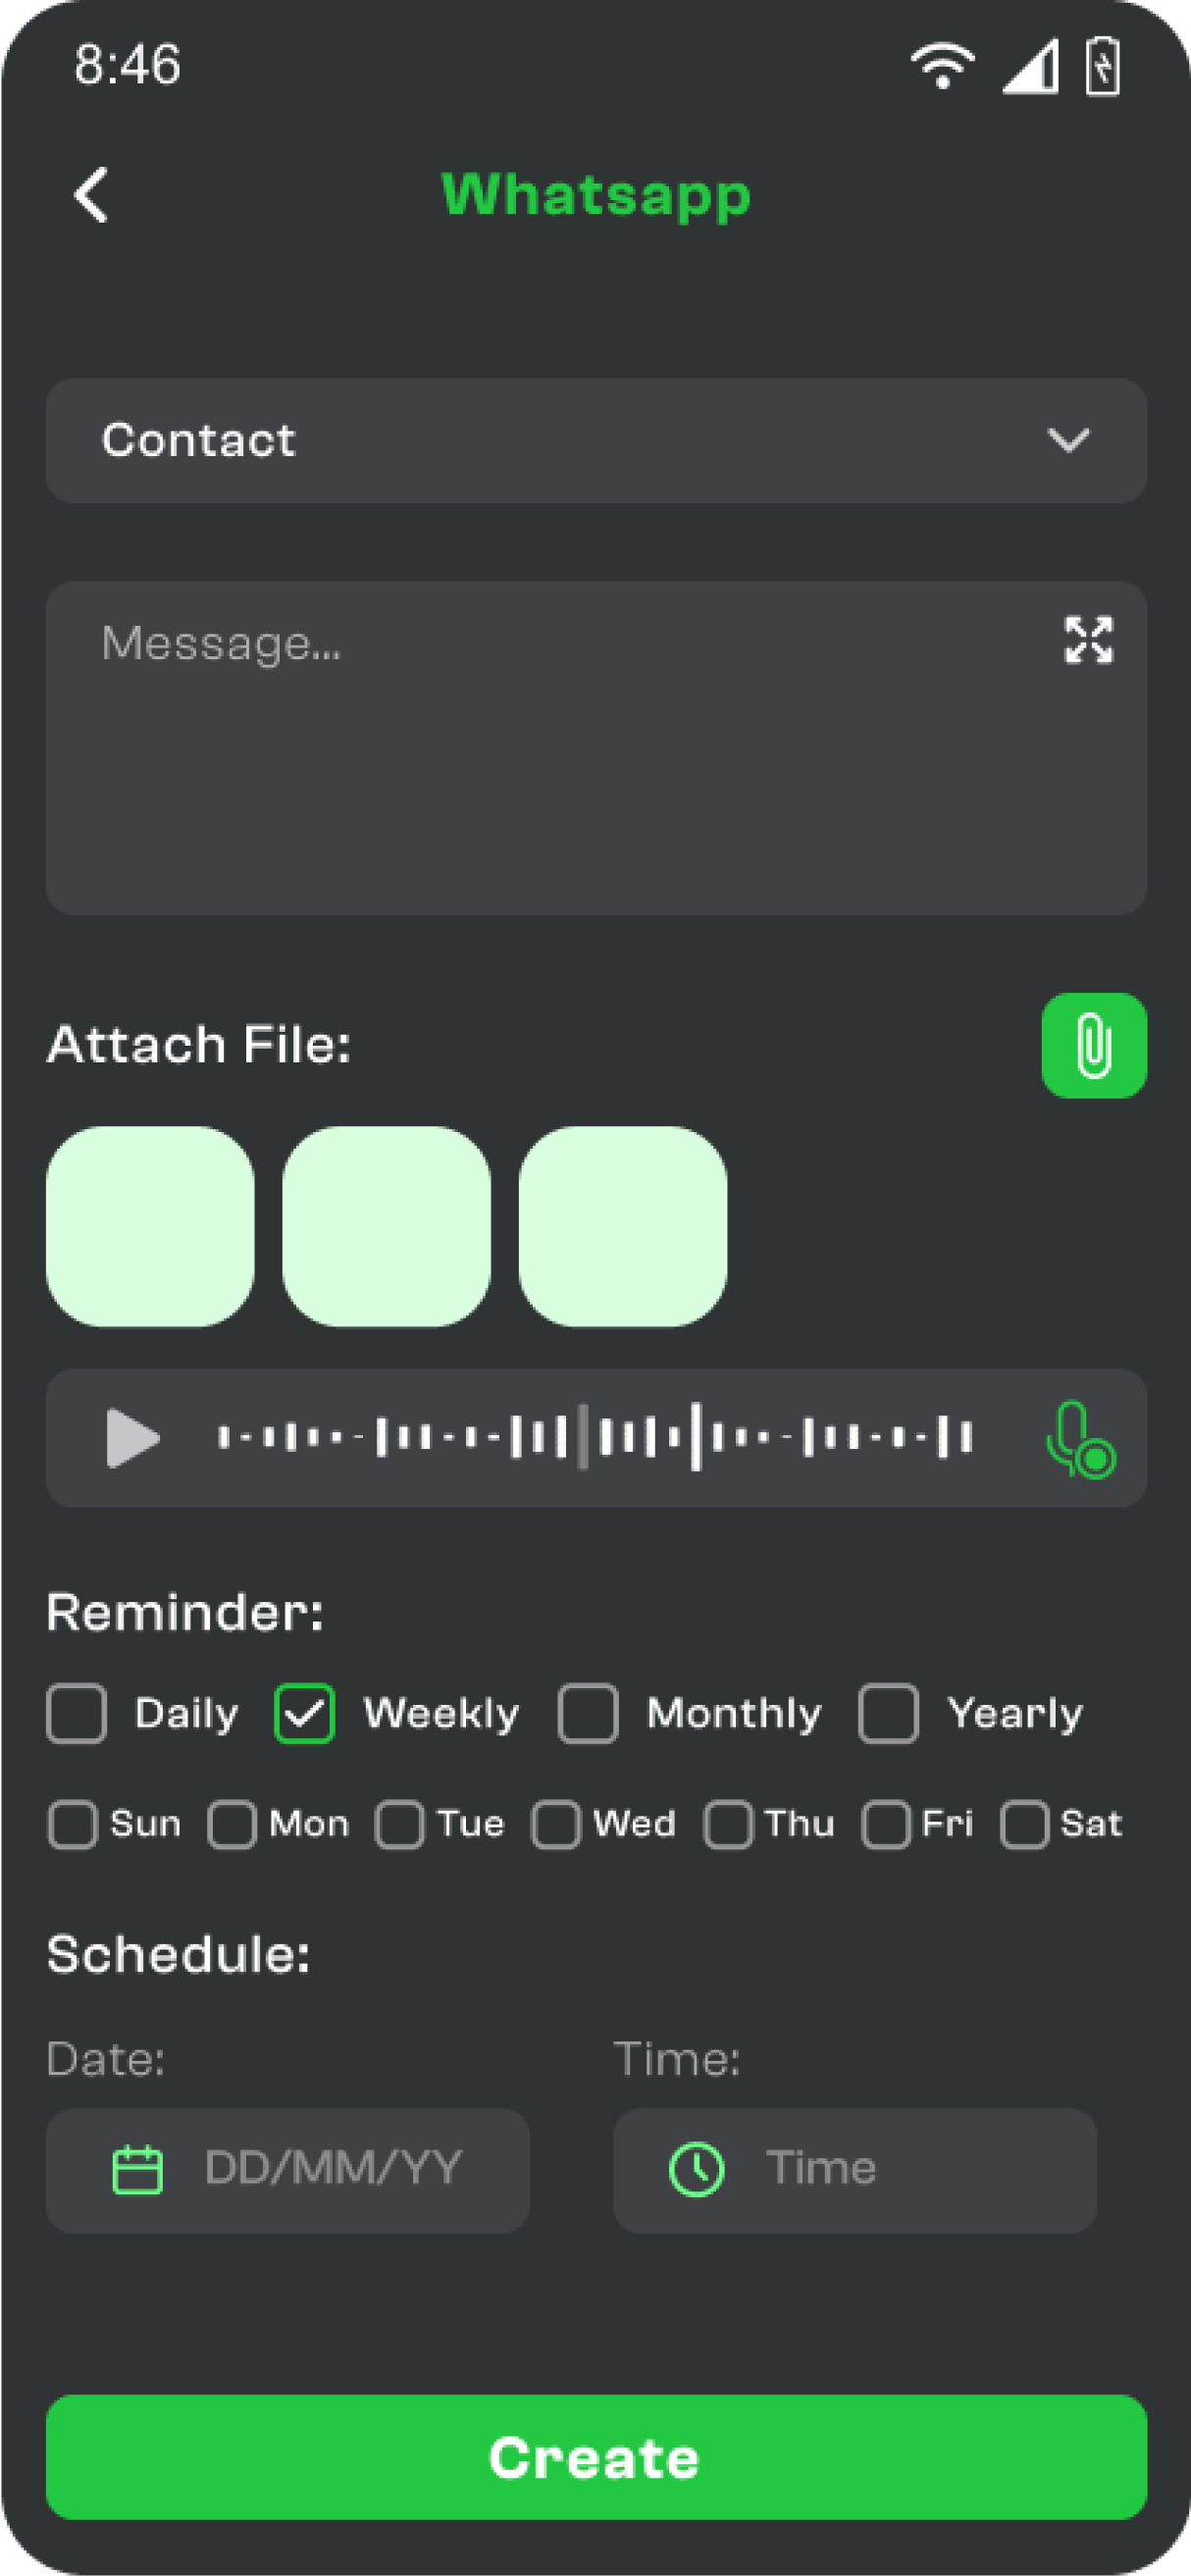 8:46
Whatsapp
Contact
Message...
Attach File:
Reminder:
Daily Weekly Monthly Yearly
Sun Mon Tue Wed Thu Fri Sat
Schedule:
Date: Time:
DD/MM/YY Time
Create